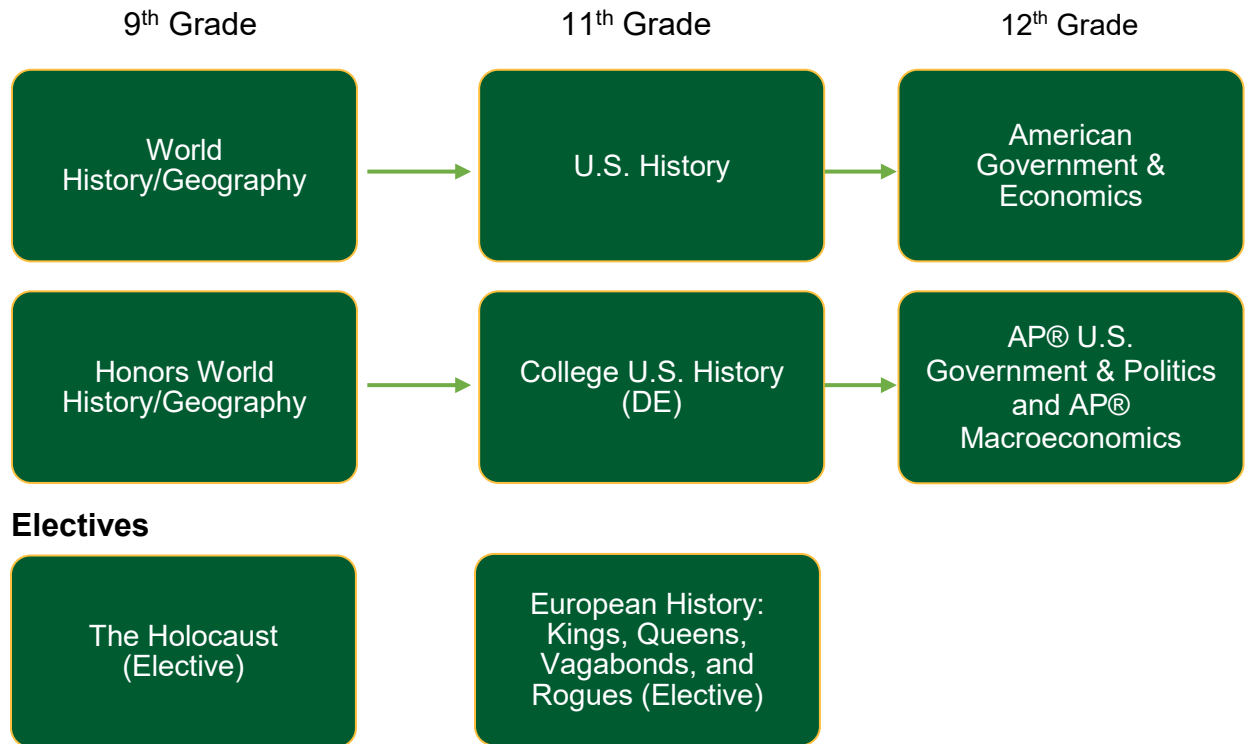 9th Grade
11th Grade
12th Grade
World
History/Geography
U.S. History
American
Government &
Economics
Honors World
History/Geography
College U.S. History
(DE)
AP® U.S.
Government & Politics
and AP®
Macroeconomics
Electives
The Holocaust
(Elective)
European History:
Kings, Queens,
Vagabonds, and
Rogues (Elective)